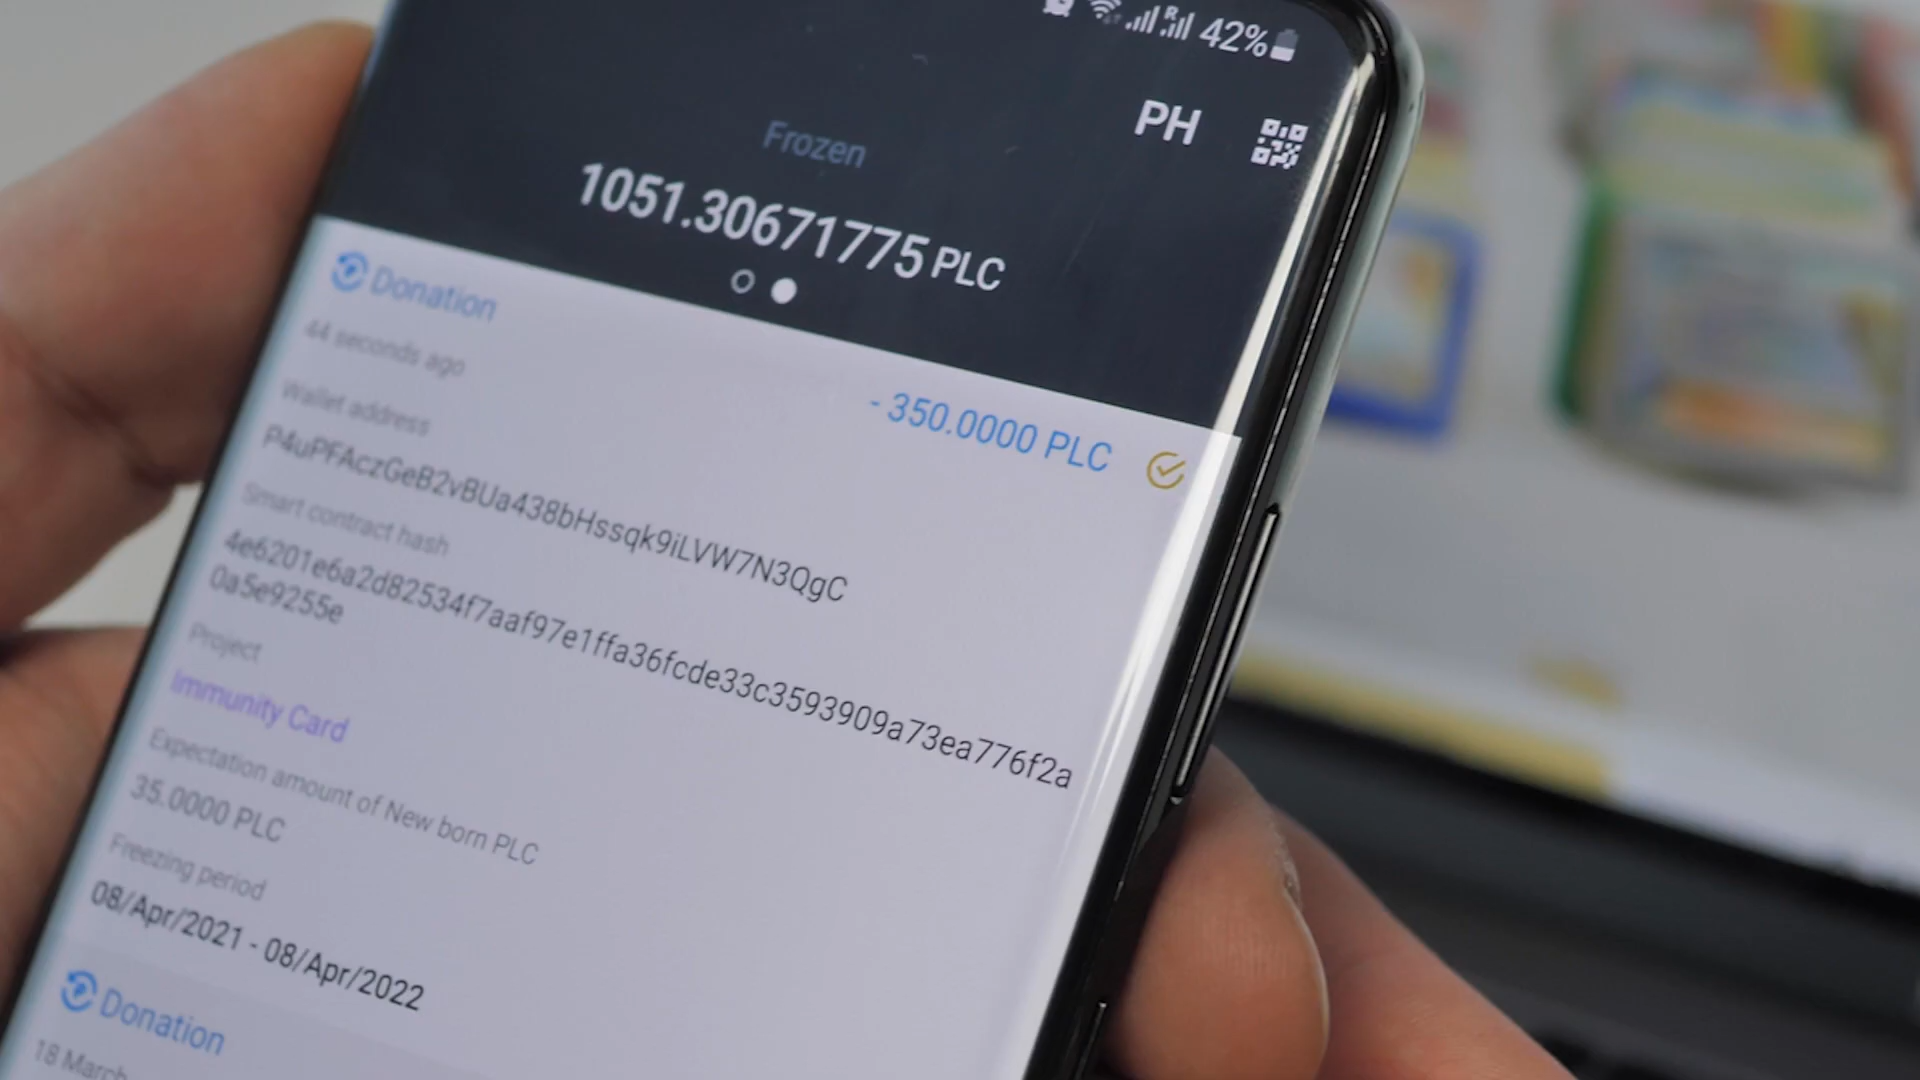 42%
PH
Frozen
1051.30671775 PLC
Donation
44 seconds ago
- 350.0000 PLC
Wallet address
P4uPFAczGeB2vBUa438bHssqk9iLVW7N3QgC
Smart contract hash
4e6201e6a2d82534f7aaf97e1ffa36fcde33c3593909a73ea776f2a
0a5e9255e
Project
Immunity Card
Expectation amount of New born PLC
35.0000 PLC
Freezing period
08/Apr/2021 - 08/Apr/2022
Donation
18 March